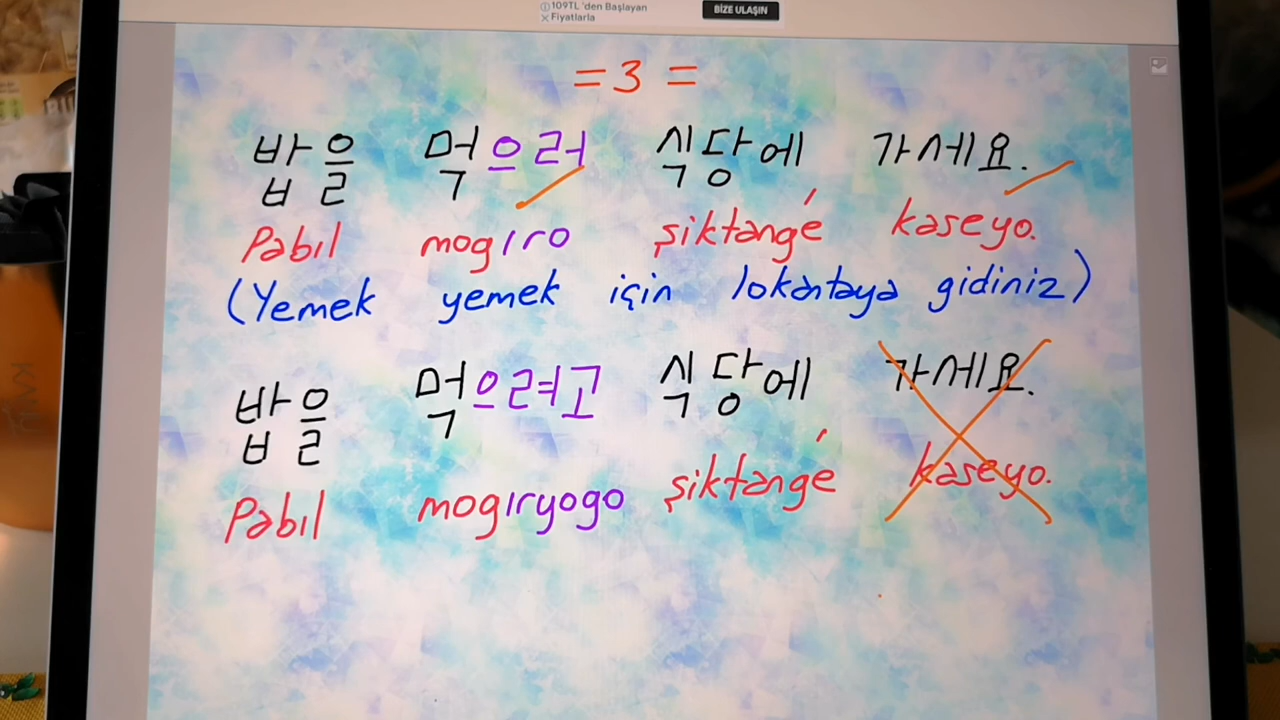 109TL 'den Başlayan
Fiyatlarla
BİZE ULAŞIN
= 3 =
밥을 먹으러 식당에 가세요.
Pabıl mogıro şiktangé kaseyo.
(Yemek yemek için lokantaya gidiniz)
밥을 먹으려고 식당에 가세요.
Pabıl mogıryogo şiktangé kaseyo.